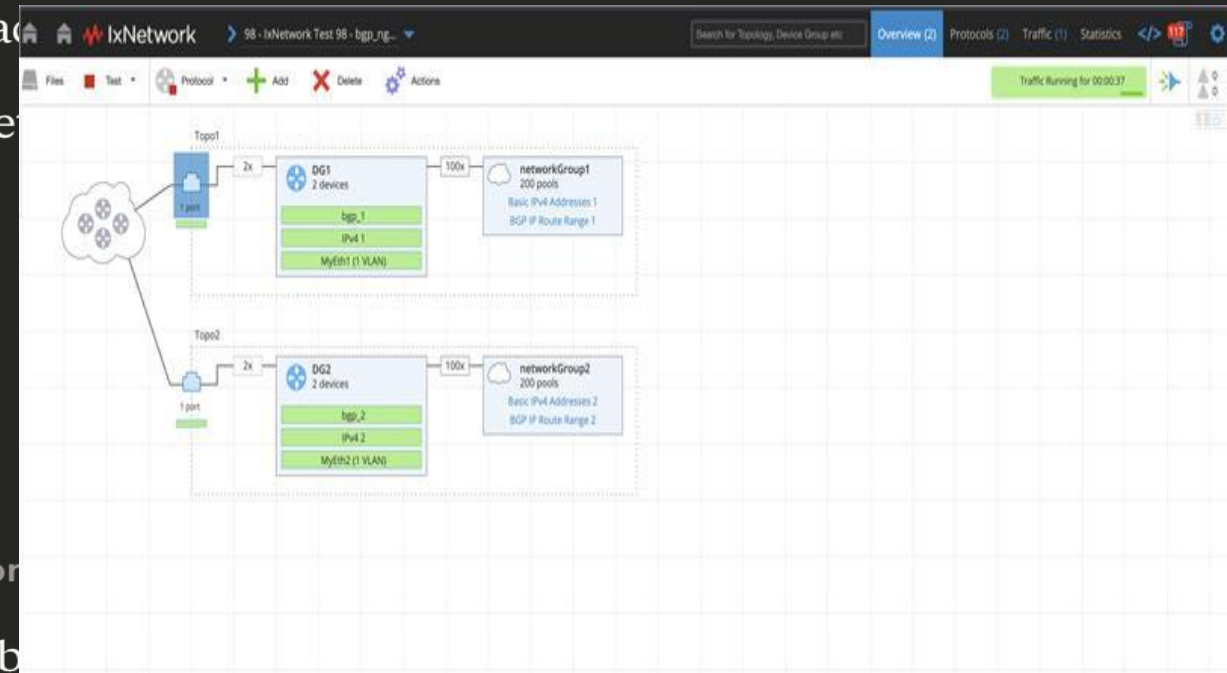 IxNetwork
98 - IxNetwork Test 98 - bgp_ng...
Search for Topology, Device Group etc
Overview (2)
Protocols (2)
Traffic (1)
Statistics
</>
117
Files
Test
Protocol
Add
Delete
Actions
Traffic Running for 00:00:37
0
0
Topo1
1 port
2x
DG1
2 devices
bgp_1
IPv4 1
MyEth1 (1 VLAN)
100x
networkGroup1
200 pools
Basic IPv4 Addresses 1
BGP IP Route Range 1
Topo2
1 port
2x
DG2
2 devices
bgp_2
IPv4 2
MyEth2 (1 VLAN)
100x
networkGroup2
200 pools
Basic IPv4 Addresses 2
BGP IP Route Range 2